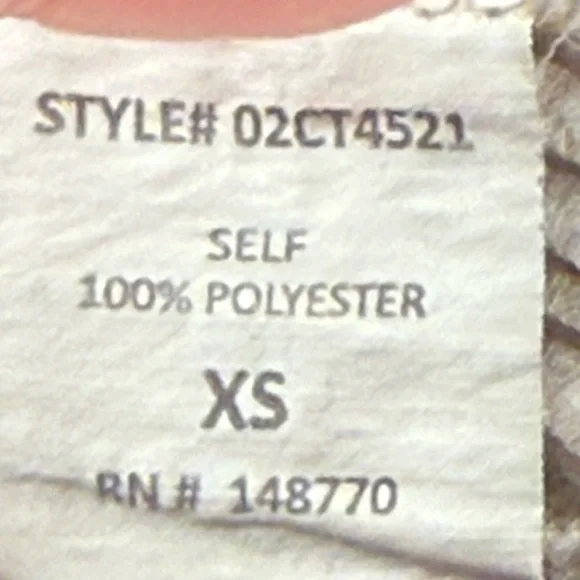 STYLE# 02CT4521
SELF
100% POLYESTER
XS
RN # 148770